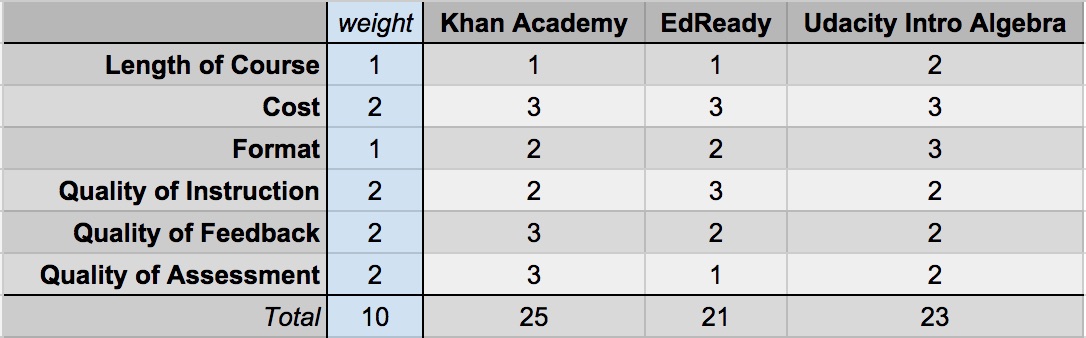 weight Khan Academy EdReady Udacity Intro Algebra
Length of Course 1 1 1 2
Cost 2 3 3 3
Format 1 2 2 3
Quality of Instruction 2 2 3 2
Quality of Feedback 2 3 2 2
Quality of Assessment 2 3 1 2
Total 10 25 21 23